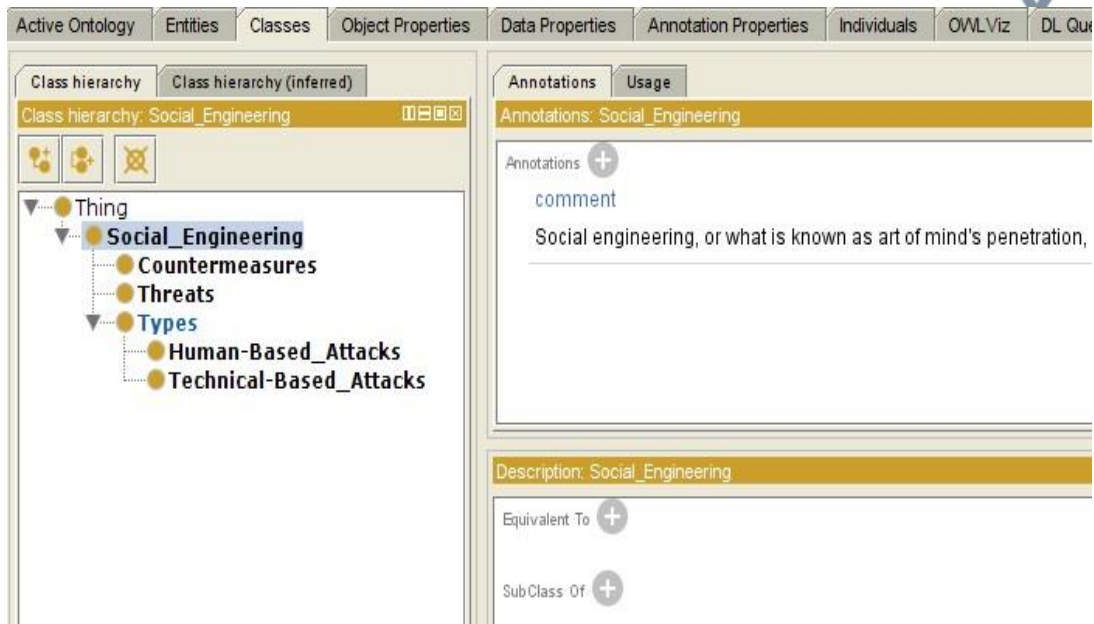 Active Ontology Entities Classes Object Properties Data Properties Annotation Properties Individuals OWLViz DL Que
Class hierarchy Class hierarchy (inferred)
Class hierarchy: Social_Engineering
Thing
Social_Engineering
Countermeasures
Threats
Types
Human-Based_Attacks
Technical-Based_Attacks
Annotations Usage
Annotations: Social_Engineering
Annotations
comment
Social engineering, or what is known as art of mind's penetration,
Description: Social_Engineering
Equivalent To
SubClass Of